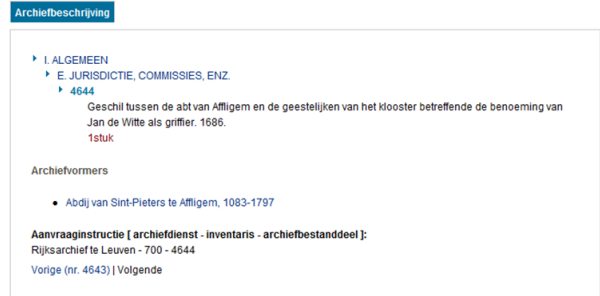 Archiefbeschrijving
I. ALGEMEEN
E. JURISDICTIE, COMMISSIES, ENZ.
4644
Geschil tussen de abt van Affligem en de geestelijken van het klooster betreffende de benoeming van
Jan de Witte als griffier. 1686.
1stuk
Archiefvormers
Abdij van Sint-Pieters te Affligem, 1083-1797
Aanvraaginstructie [ archiefdienst - inventaris - archiefbestanddeel ]:
Rijksarchief te Leuven - 700 - 4644
Vorige (nr. 4643) | Volgende